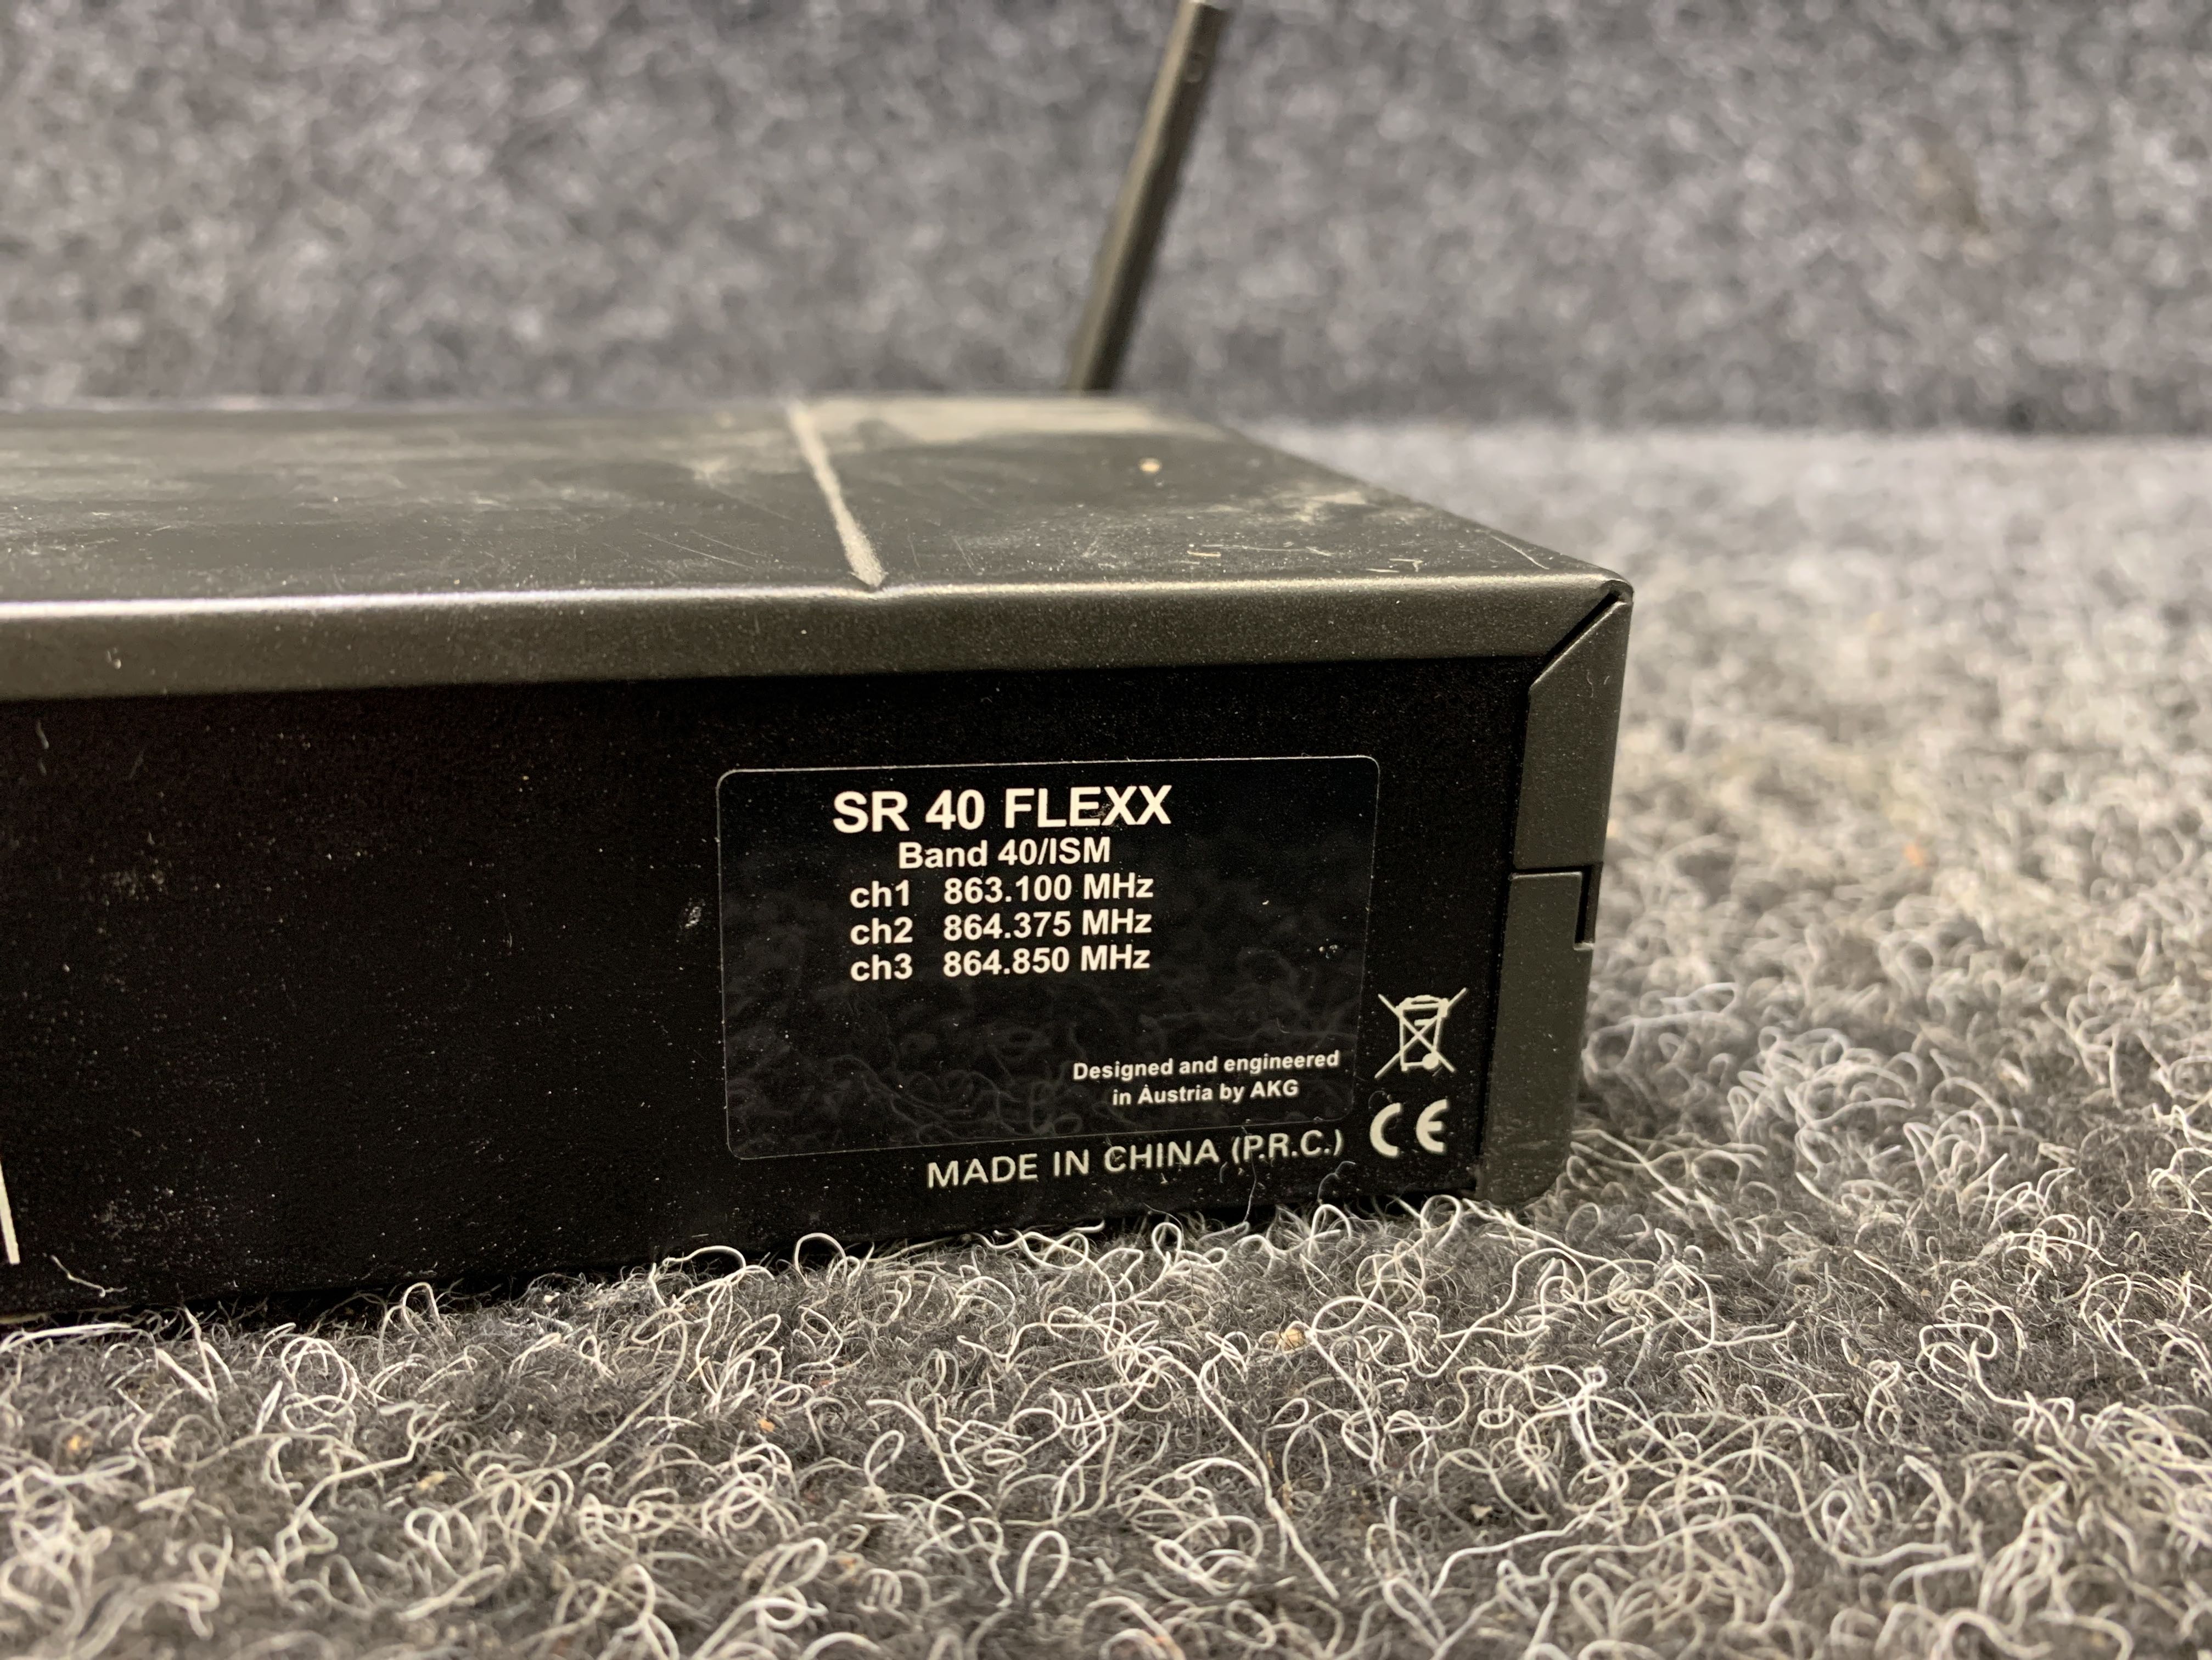 SR 40 FLEXX
Band 40/ISM
ch1 863.100 MHz
ch2 864.375 MHz
ch3 864.850 MHz
Designed and engineered
in Austria by AKG
MADE IN CHINA (P.R.C.)
CE